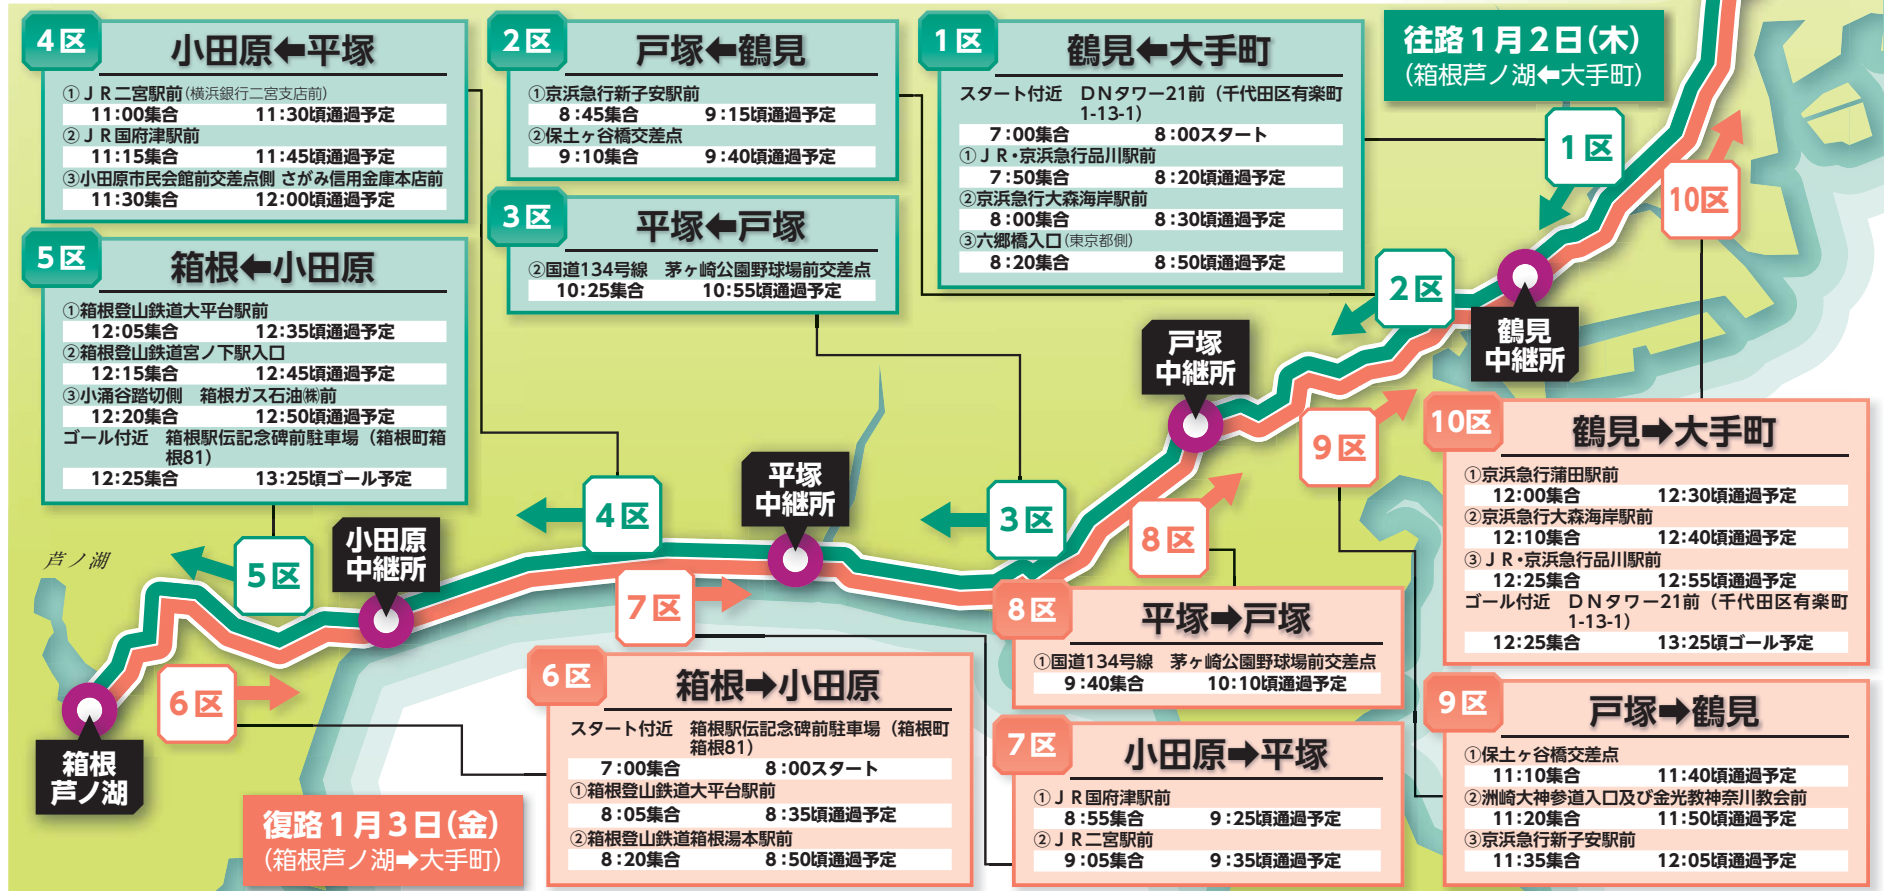 4区
小田原⬅平塚
①ＪＲ二宮駅前(横浜銀行二宮支店前)
11:00集合 11:30頃通過予定
②ＪＲ国府津駅前
11:15集合 11:45頃通過予定
③小田原市民会館前交差点側 さがみ信用金庫本店前
11:30集合 12:00頃通過予定
5区
箱根⬅小田原
①箱根登山鉄道大平台駅前
12:05集合 12:35頃通過予定
②箱根登山鉄道宮ノ下駅入口
12:15集合 12:45頃通過予定
③小涌谷踏切側 箱根ガス石油㈱前
12:20集合 12:50頃通過予定
ゴール付近 箱根駅伝記念碑前駐車場（箱根町箱
根81）
12:25集合 13:25頃ゴール予定
2区
戸塚⬅鶴見
①京浜急行新子安駅前
8:45集合 9:15頃通過予定
②保土ヶ谷橋交差点
9:10集合 9:40頃通過予定
3区
平塚⬅戸塚
②国道134号線 茅ヶ崎公園野球場前交差点
10:25集合 10:55頃通過予定
1区
鶴見⬅大手町
スタート付近 ＤＮタワー21前（千代田区有楽町
1-13-1）
7:00集合 8:00スタート
①ＪＲ・京浜急行品川駅前
7:50集合 8:20頃通過予定
②京浜急行大森海岸駅前
8:00集合 8:30頃通過予定
③六郷橋入口(東京都側)
8:20集合 8:50頃通過予定
往路１月２日(木)
(箱根芦ノ湖⬅大手町)
1区
10区
2区
鶴見
中継所
戸塚
中継所
9区
3区
8区
平塚
中継所
4区
7区
小田原
中継所
5区
芦ノ湖
6区
箱根
芦ノ湖
復路１月３日(金)
(箱根芦ノ湖➡大手町)
6区
箱根➡小田原
スタート付近 箱根駅伝記念碑前駐車場（箱根町
箱根81）
7:00集合 8:00スタート
①箱根登山鉄道大平台駅前
8:05集合 8:35頃通過予定
②箱根登山鉄道箱根湯本駅前
8:20集合 8:50頃通過予定
8区
平塚➡戸塚
①国道134号線 茅ヶ崎公園野球場前交差点
9:40集合 10:10頃通過予定
7区
小田原➡平塚
①ＪＲ国府津駅前
8:55集合 9:25頃通過予定
②ＪＲ二宮駅前
9:05集合 9:35頃通過予定
10区
鶴見➡大手町
①京浜急行蒲田駅前
12:00集合 12:30頃通過予定
②京浜急行大森海岸駅前
12:10集合 12:40頃通過予定
③ＪＲ・京浜急行品川駅前
12:25集合 12:55頃通過予定
ゴール付近 ＤＮタワー21前（千代田区有楽町
1-13-1）
12:25集合 13:25頃ゴール予定
9区
戸塚➡鶴見
①保土ヶ谷橋交差点
11:10集合 11:40頃通過予定
②洲崎大神参道入口及び金光教神奈川教会前
11:20集合 11:50頃通過予定
③京浜急行新子安駅前
11:35集合 12:05頃通過予定